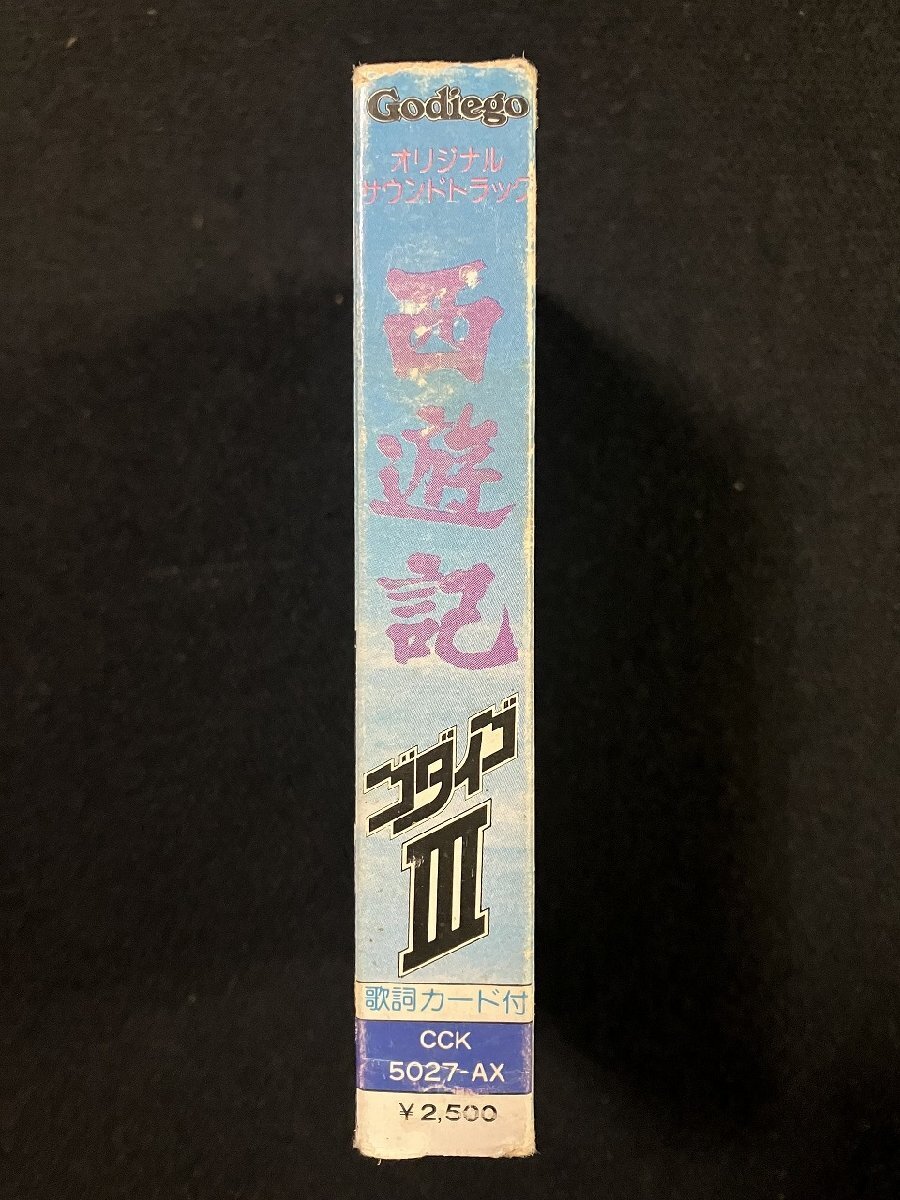 Godiego
オリジナル
サウンドトラック
西遊記
ゴダイゴ
III
歌詞カード付
CCK
5027-AX
¥2,500